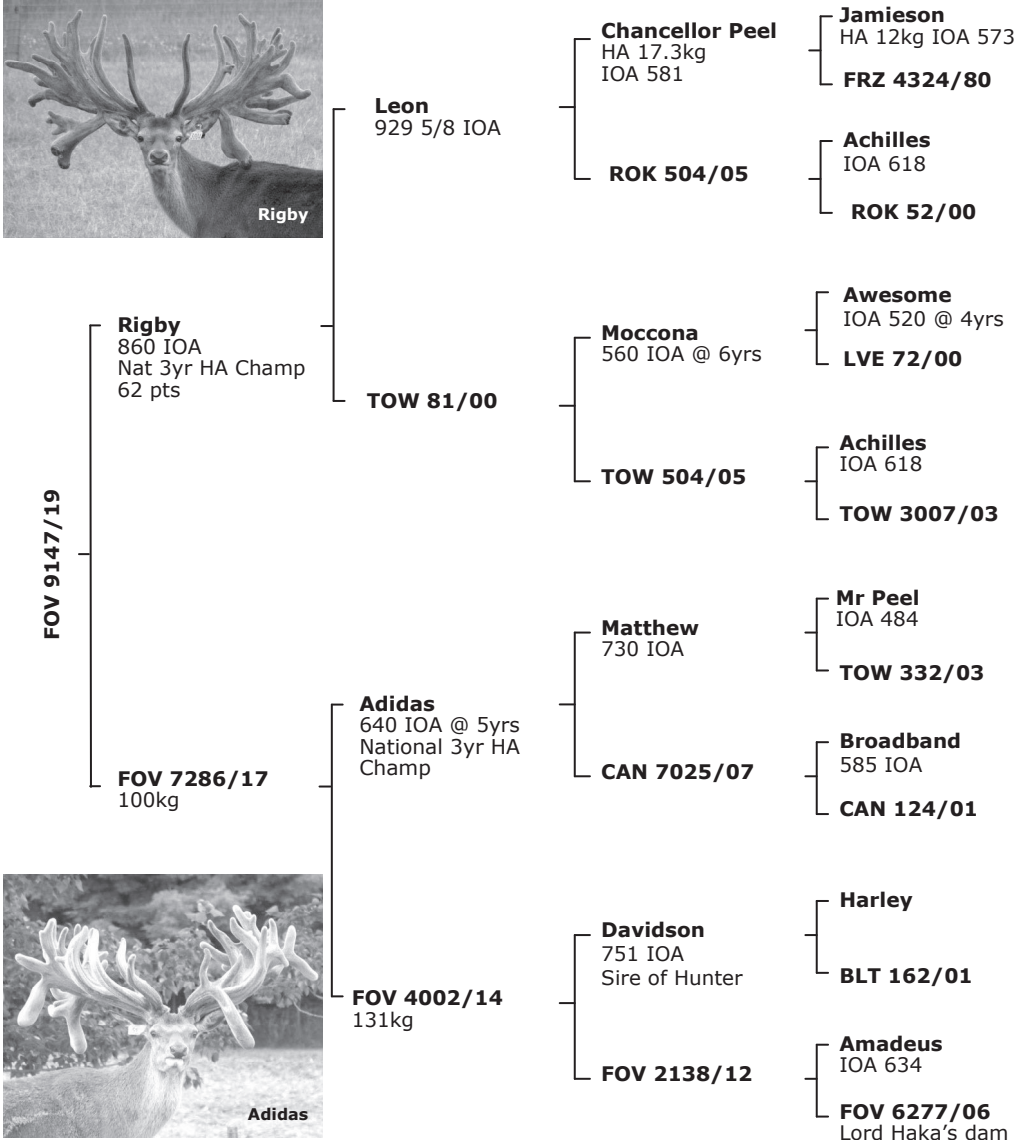 Rigby
FOV 9147/19
Rigby
860 IOA
Nat 3yr HA Champ
62 pts
FOV 7286/17
100kg
Leon
929 5/8 IOA
TOW 81/00
Adidas
640 IOA @ 5yrs
National 3yr HA
Champ
FOV 4002/14
131kg
Chancellor Peel
HA 17.3kg
IOA 581
ROK 504/05
Moccona
560 IOA @ 6yrs
TOW 504/05
Matthew
730 IOA
CAN 7025/07
Davidson
751 IOA
Sire of Hunter
FOV 2138/12
Jamieson
HA 12kg IOA 573
FRZ 4324/80
Achilles
IOA 618
ROK 52/00
Awesome
IOA 520 @ 4yrs
LVE 72/00
Achilles
IOA 618
TOW 3007/03
Mr Peel
IOA 484
TOW 332/03
Broadband
585 IOA
CAN 124/01
Harley
BLT 162/01
Amadeus
IOA 634
FOV 6277/06
Lord Haka's dam
Adidas